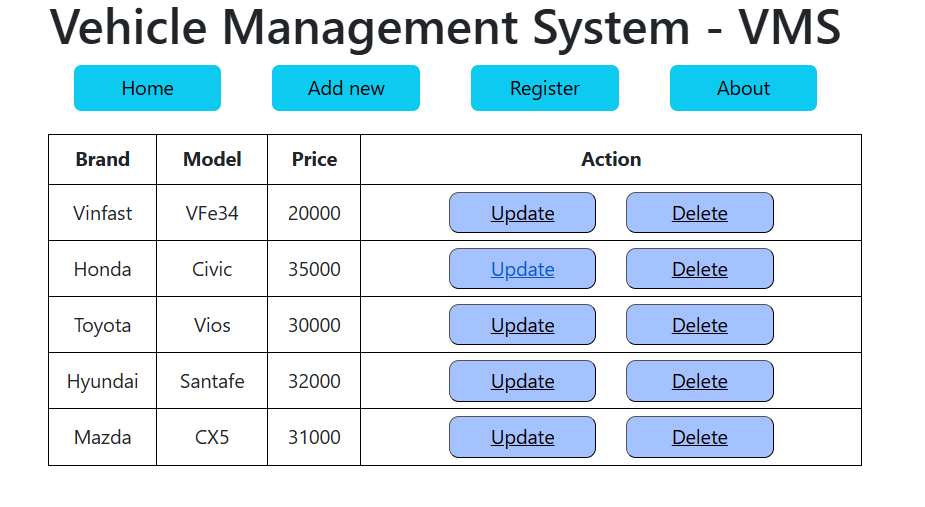 Vehicle Management System - VMS
Home Add new Register About
Brand Model Price Action
Vinfast VFe34 20000 Update Delete
Honda Civic 35000 Update Delete
Toyota Vios 30000 Update Delete
Hyundai Santafe 32000 Update Delete
Mazda CX5 31000 Update Delete